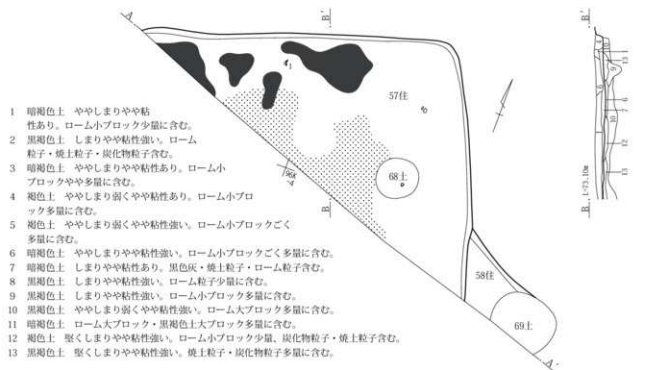 A
B'
B'
57住
1
68土
B
B
L=73.10m
58住
69土
A'
1 暗褐色土 ややしまりやや粘
性あり。ローム小ブロック少量に含む。
2 黒褐色土 しまりやや粘性強い。ローム
粒子・焼土粒子・炭化物粒子含む。
3 暗褐色土 ややしまりやや粘性あり。ローム小
ブロックやや多量に含む。
4 褐色土 ややしまり弱くやや粘性あり。ローム小ブロ
ック多量に含む。
5 褐色土 ややしまり弱くやや粘性強い。ローム小ブロックごく
多量に含む。
6 暗褐色土 ややしまりやや粘性強い。ローム小ブロックごく多量に含む。
7 暗褐色土 しまりやや粘性あり。黒色灰・焼土粒子・ローム粒子含む。
8 黒褐色土 しまりやや粘性強い。ローム粒子少量に含む。
9 黒褐色土 しまりやや粘性強い。ローム小ブロック多量に含む。
10 黒褐色土 ややしまり弱くやや粘性強い。ローム大ブロック多量に含む。
11 暗褐色土 ローム大ブロック・黒褐色土大ブロック多量に含む。
12 褐色土 堅くしまりやや粘性強い。ローム小ブロック少量、炭化物粒子・焼土粒子含む。
13 黒褐色土 堅くしまりやや粘性強い。焼土粒子・炭化物粒子多量に含む。